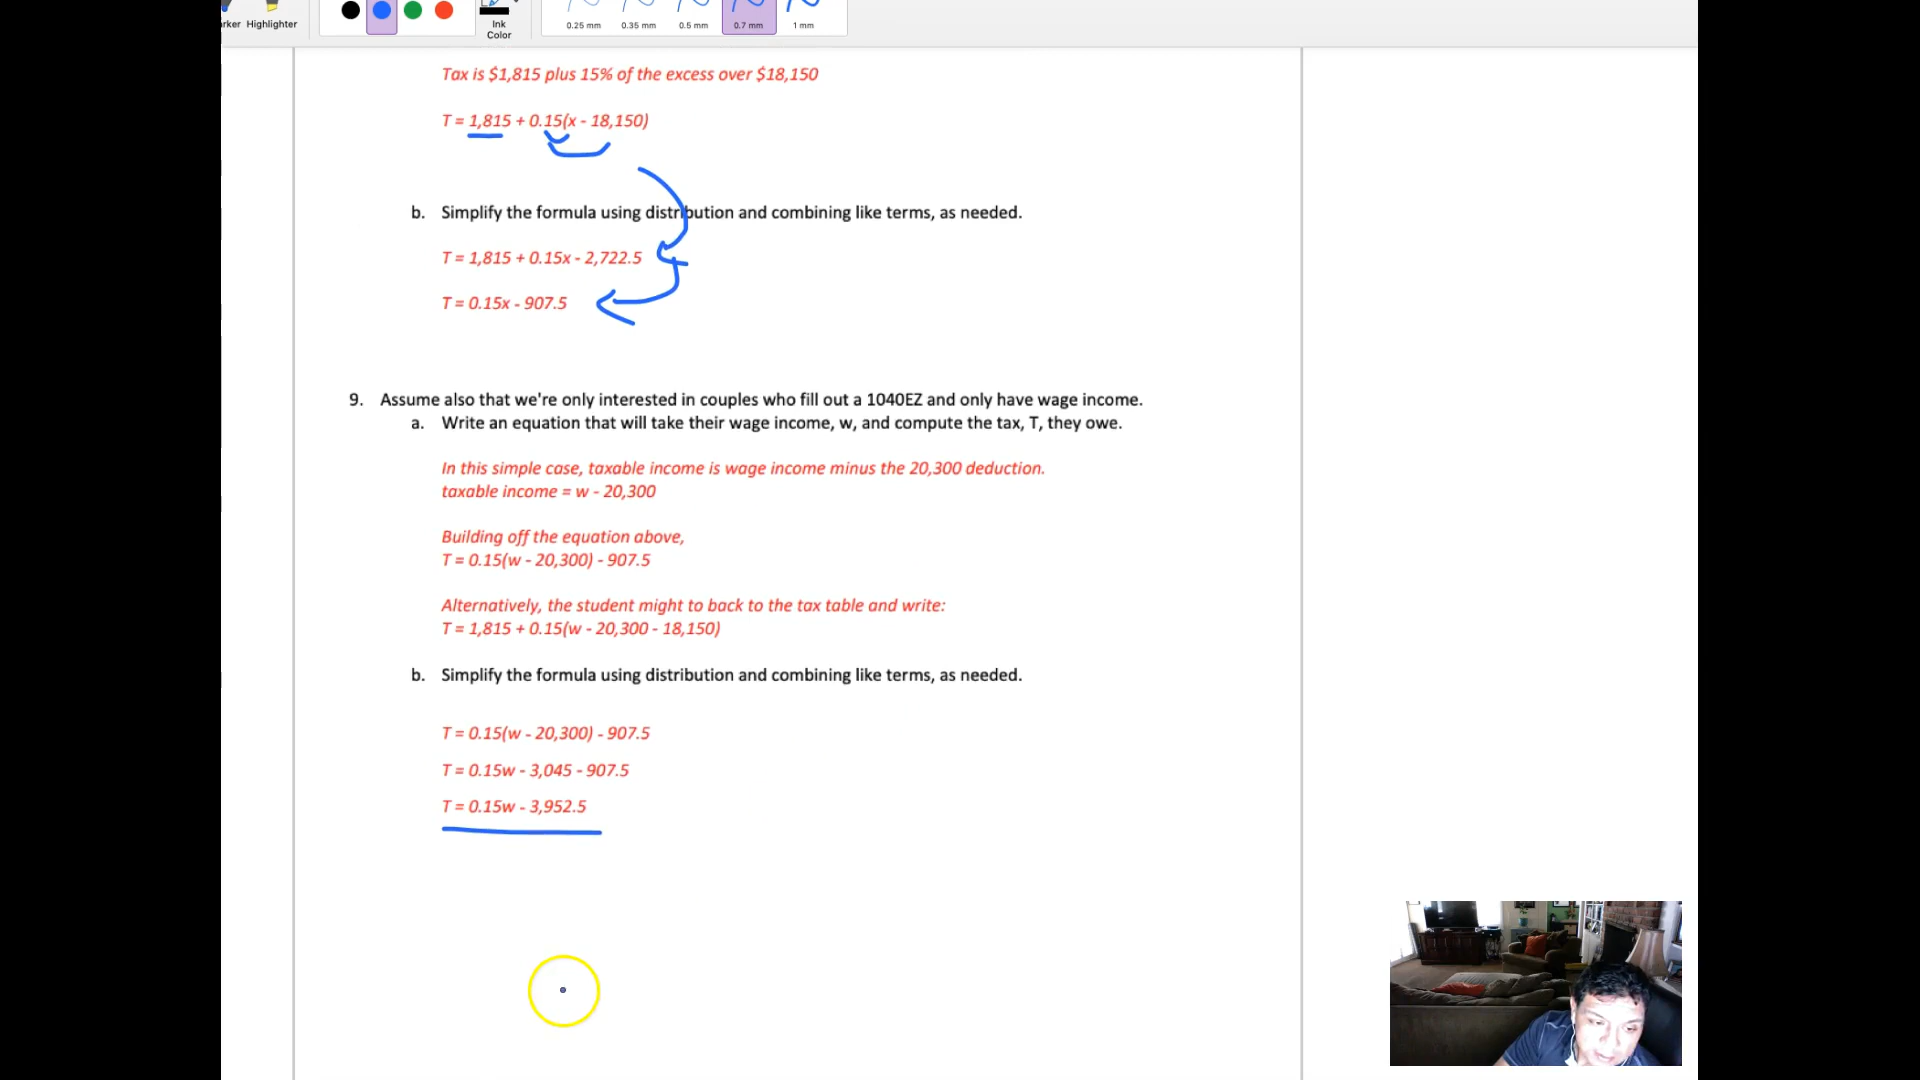 rker Highlighter
Ink
Color
0.25 mm 0.35 mm 0.5 mm 0.7 mm 1 mm
Tax is $1,815 plus 15% of the excess over $18,150
T = 1,815 + 0.15(x - 18,150)
b. Simplify the formula using distribution and combining like terms, as needed.
T = 1,815 + 0.15x - 2,722.5
T = 0.15x - 907.5
9. Assume also that we're only interested in couples who fill out a 1040EZ and only have wage income.
a. Write an equation that will take their wage income, w, and compute the tax, T, they owe.
In this simple case, taxable income is wage income minus the 20,300 deduction.
taxable income = w - 20,300
Building off the equation above,
T = 0.15(w - 20,300) - 907.5
Alternatively, the student might to back to the tax table and write:
T = 1,815 + 0.15(w - 20,300 - 18,150)
b. Simplify the formula using distribution and combining like terms, as needed.
T = 0.15(w - 20,300) - 907.5
T = 0.15w - 3,045 - 907.5
T = 0.15w - 3,952.5